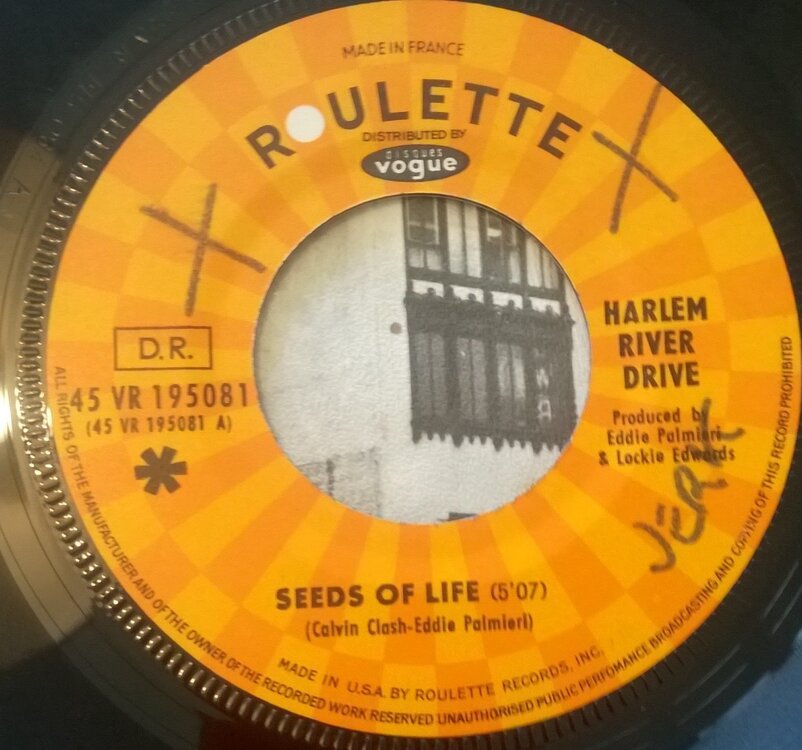 MADE IN FRANCE
ROULETTE
DISTRIBUTED BY
disques
vogue
D.R.
45 VR 195081
(45 VR 195081 A)
HARLEM
RIVER
DRIVE
Produced by
Eddie Palmieri
& Lockie Edwards
JERK
SEEDS OF LIFE (5'07)
(Calvin Clash-Eddie Palmieri)
MADE IN U.S.A. BY ROULETTE RECORDS, INC.
ALL RIGHTS OF THE MANUFACTURER AND OF THE OWNER OF THE RECORDED WORK RESERVED UNAUTHORISED PUBLIC PERFOMANCE BROADCASTING AND COPYING OF THIS RECORD PROHIBITED